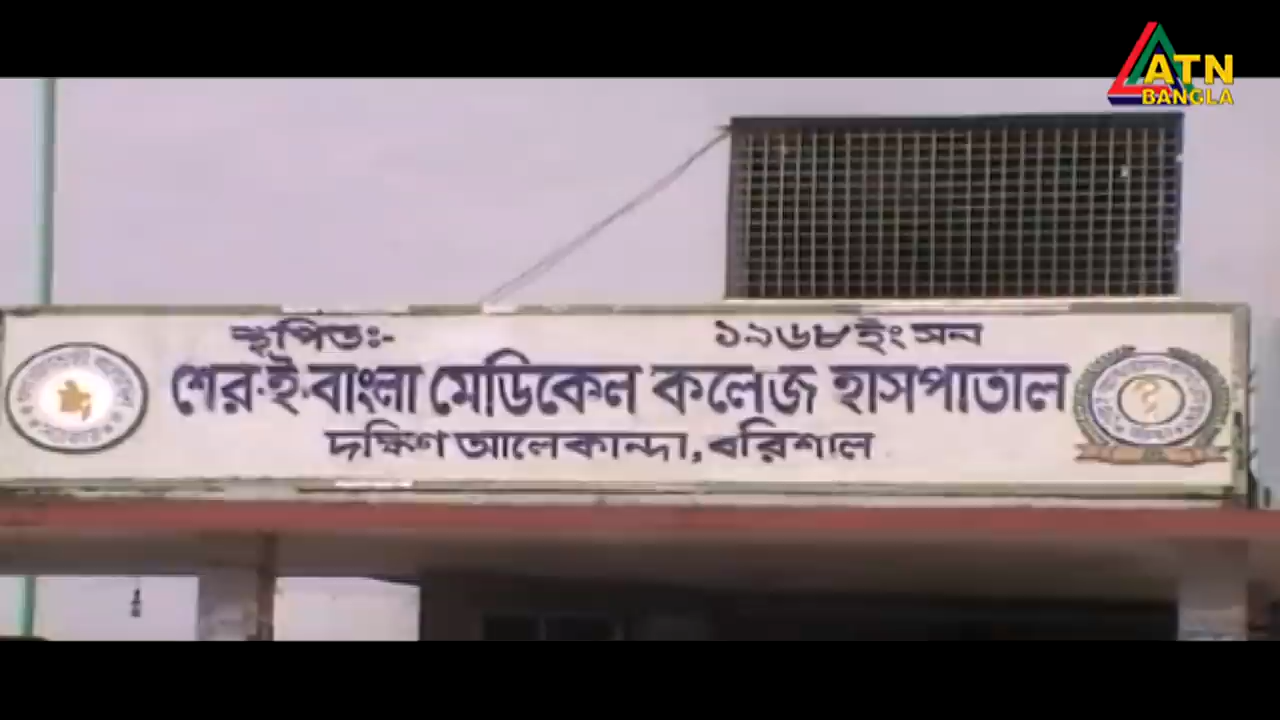 ATN
BANGLA
স্থাপিতঃ- ১৯৬৮ ইং সন
শের-ই-বাংলা মেডিকেল কলেজ হাসপাতাল
দক্ষিণ আলেকান্দা, বরিশাল